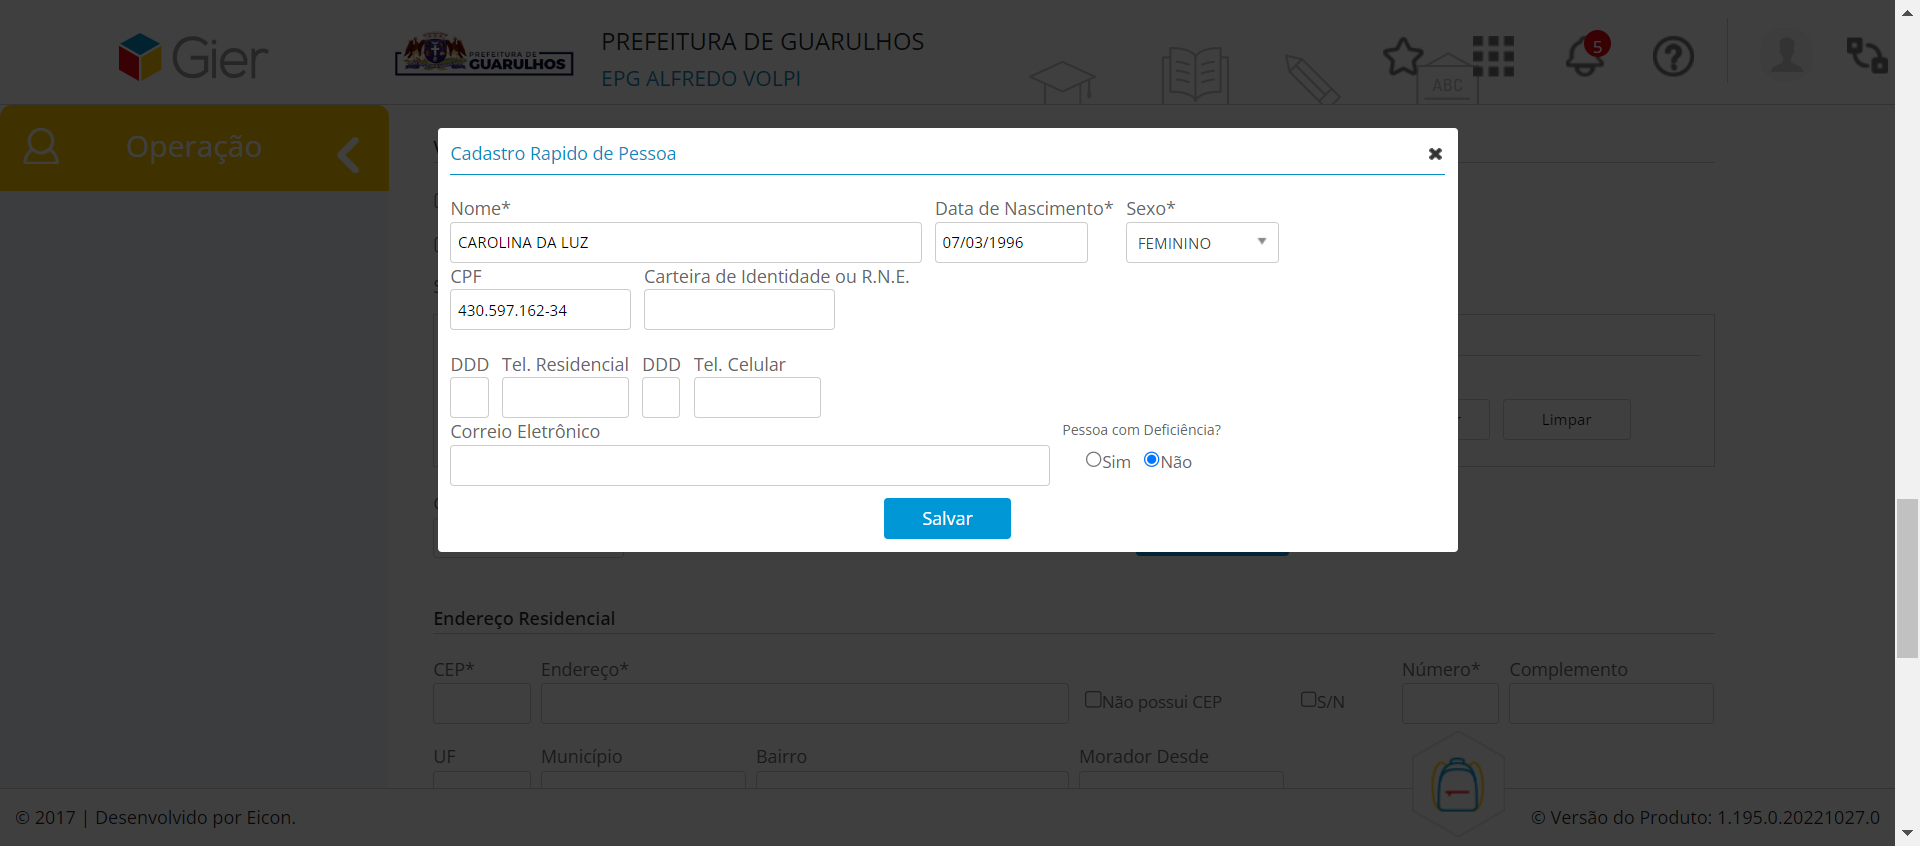 Gier
PREFEITURA DE
GUARULHOS
PREFEITURA DE GUARULHOS
EPG ALFREDO VOLPI
ABC
5
Operação
Cadastro Rapido de Pessoa
Nome* Data de Nascimento* Sexo*
CAROLINA DA LUZ 07/03/1996 FEMININO
CPF Carteira de Identidade ou R.N.E.
430.597.162-34
DDD Tel. Residencial DDD Tel. Celular
Limpar
Correio Eletrônico Pessoa com Deficiência?
Sim Não
Salvar
Endereço Residencial
CEP* Endereço* Número* Complemento
Não possui CEP S/N
UF Município Bairro Morador Desde
© 2017 | Desenvolvido por Eicon. © Versão do Produto: 1.195.0.20221027.0